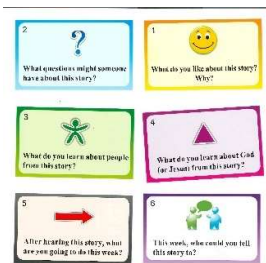 2
What questions might someone
have about this story?
1
What do you like about this story?
Why?
3
What do you learn about people
from this story?
4
What do you learn about God
(or Jesus) from this story?
5
After hearing this story, what
are you going to do this week?
6
This week, who could you tell
this story to?